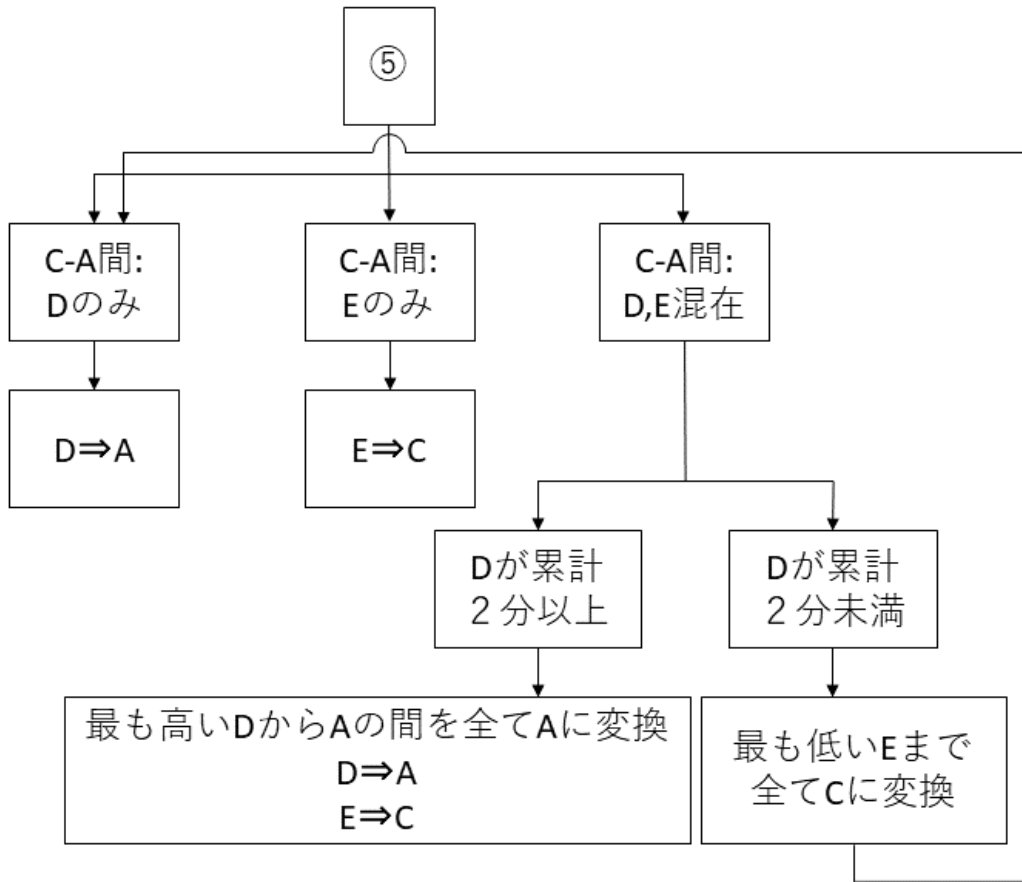 ⑤
C-A間:
Dのみ
C-A間:
Eのみ
C-A間:
D,E混在
D⇒A
E⇒C
Dが累計
２分以上
Dが累計
２分未満
最も高いDからAの間を全てAに変換
D⇒A
E⇒C
最も低いEまで
全てCに変換